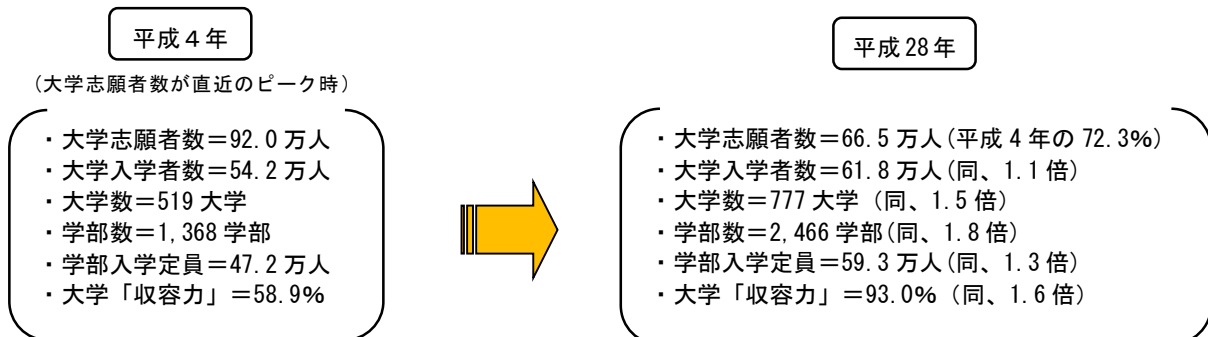 平成４年
(大学志願者数が直近のピーク時)
・大学志願者数＝92.0 万人
・大学入学者数＝54.2 万人
・大学数＝519 大学
・学部数＝1,368 学部
・学部入学定員＝47.2 万人
・大学「収容力」＝58.9%
平成 28 年
・大学志願者数＝66.5 万人(平成 4 年の 72.3%)
・大学入学者数＝61.8 万人(同、1.1 倍)
・大学数＝777 大学 (同、1.5 倍)
・学部数＝2,466 学部(同、1.8 倍)
・学部入学定員＝59.3 万人(同、1.3 倍)
・大学「収容力」＝93.0% (同、1.6 倍)